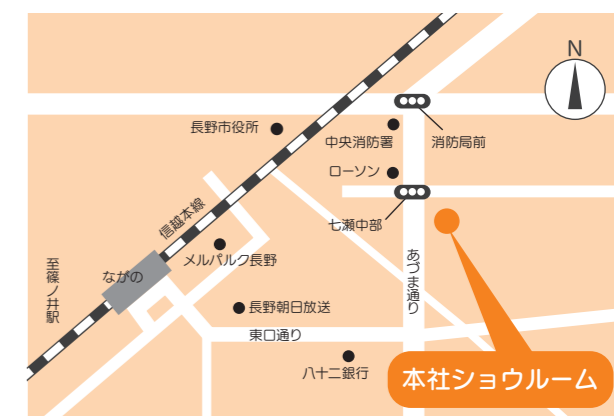 N
長野市役所
中央消防署
消防局前
ローソン
七瀬中部
信越本線
メルパルク長野
ながの
至篠ノ井駅
あづま通り
長野朝日放送
東口通り
八十二銀行
本社ショウルーム